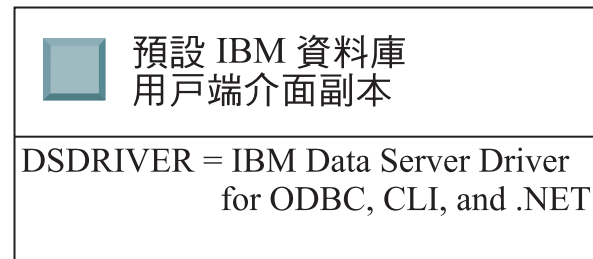 預設 IBM 資料庫
用戶端介面副本
DSDRIVER = IBM Data Server Driver
for ODBC, CLI, and .NET